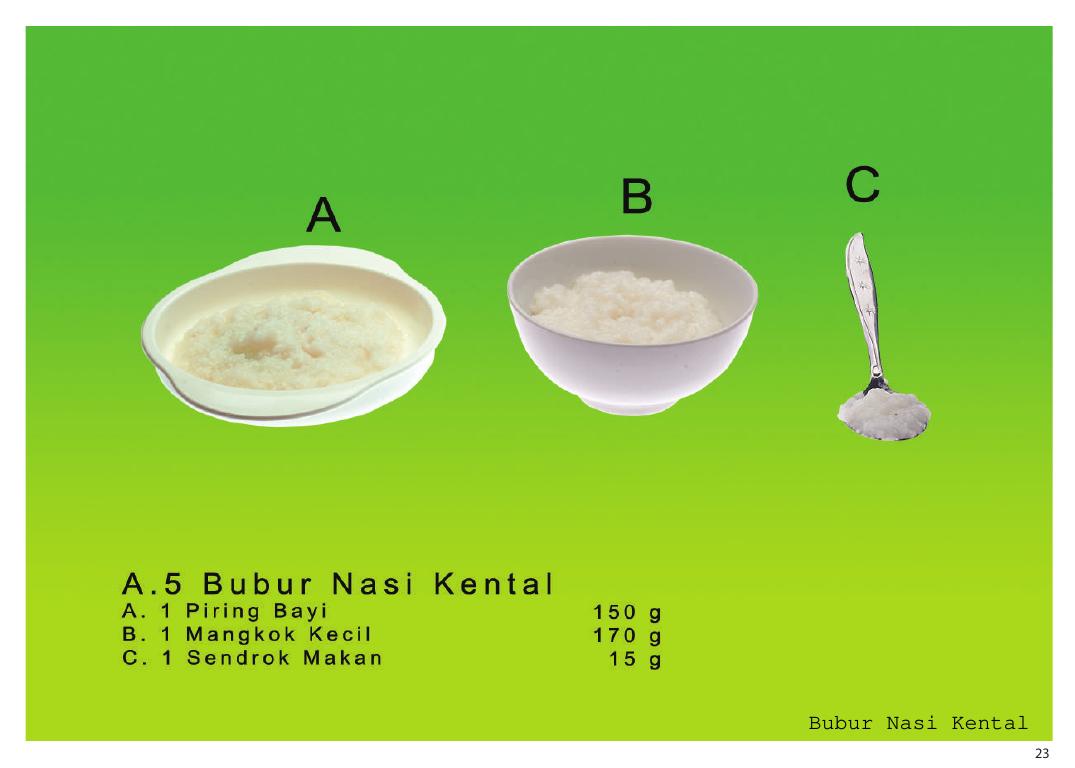 A
B
C
A.5 Bubur Nasi Kental
A. 1 Piring Bayi 150 g
B. 1 Mangkok Kecil 170 g
C. 1 Sendrok Makan 15 g
Bubur Nasi Kental
23